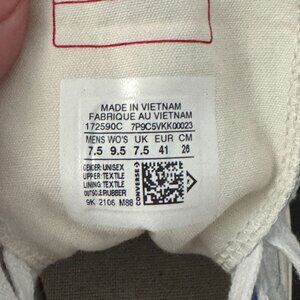 MADE IN VIETNAM
FABRIQUE AU VIETNAM
172590C 7P9C5VKK00023
MENS WO'S UK EUR CM
7.5 9.5 7.5 41 26
GENDER: UNISEX
UPPER: TEXTILE
LINING: TEXTILE
OUTSOLE: RUBBER
CONVERSE
9K 2106 M88